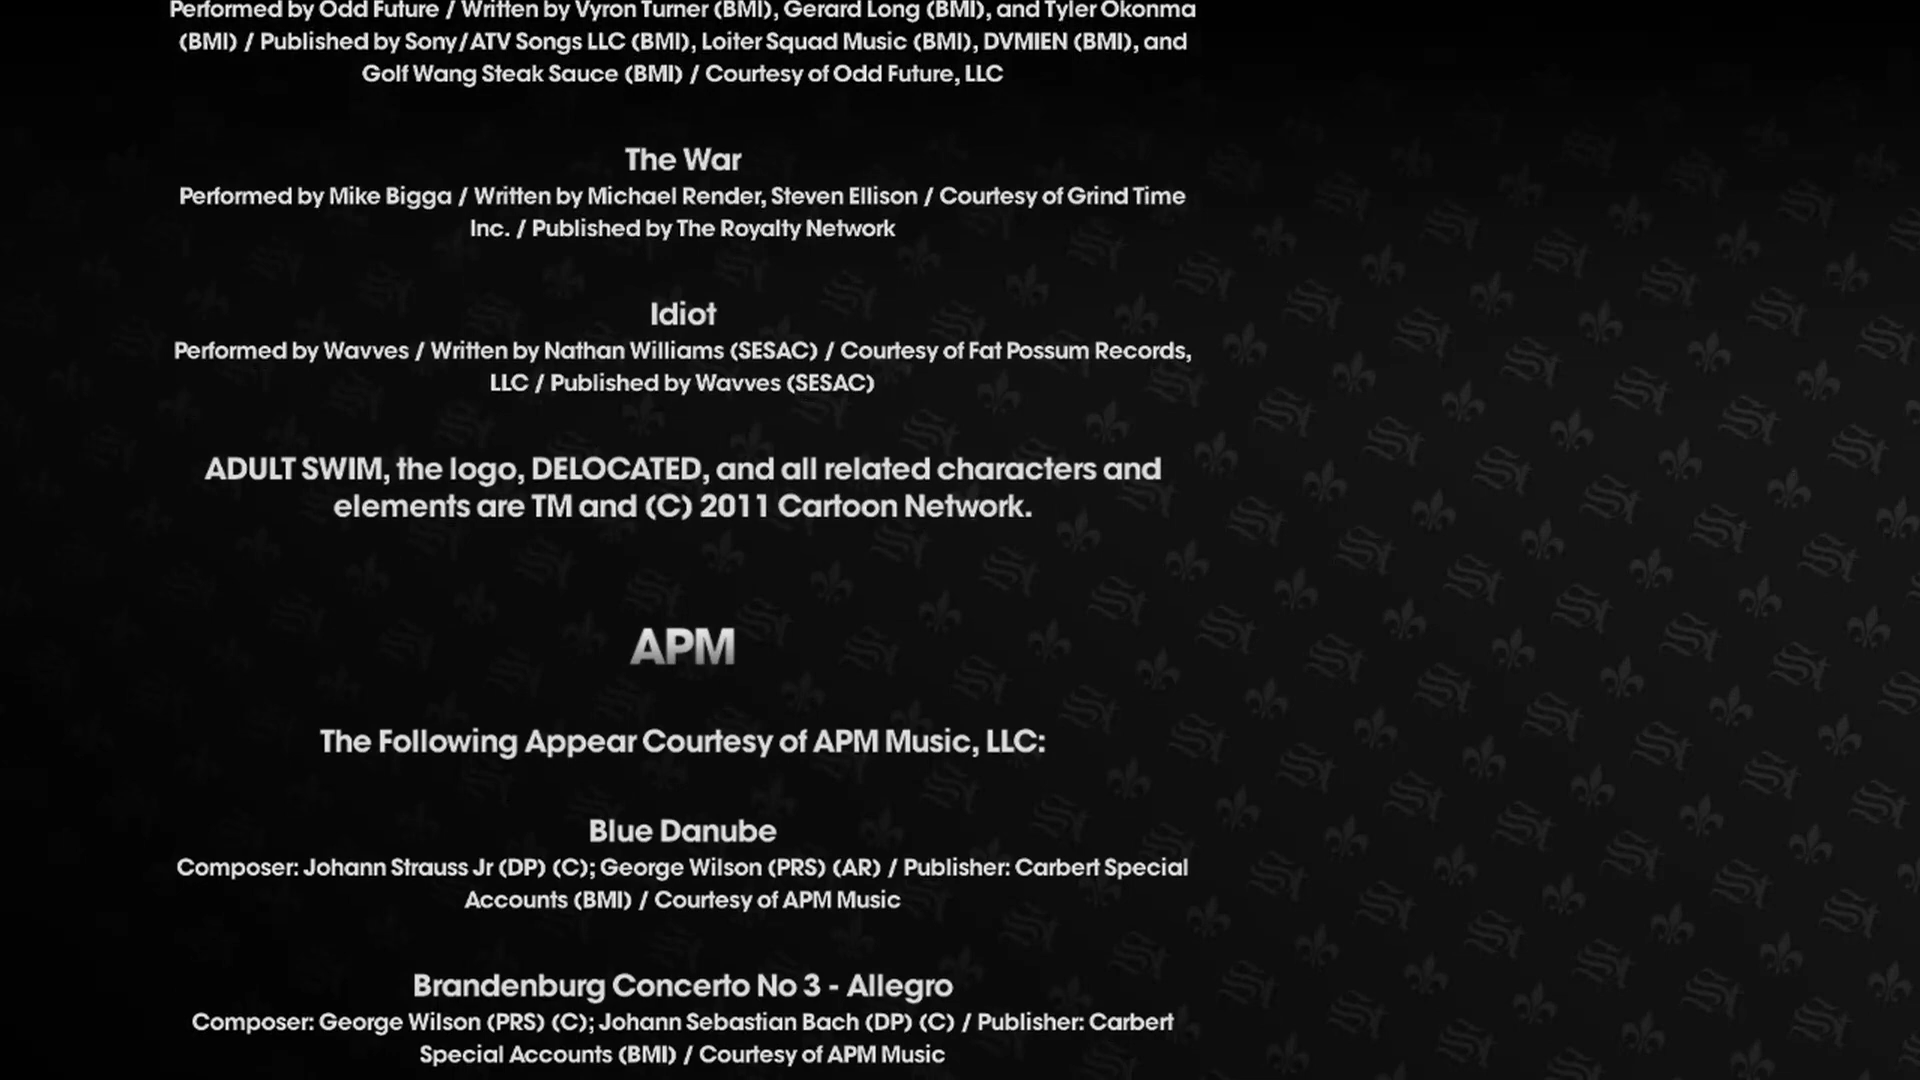 Performed by Odd Future / Written by Vyron Turner (BMI), Gerard Long (BMI), and Tyler Okonma
(BMI) / Published by Sony/ATV Songs LLC (BMI), Loiter Squad Music (BMI), DVMIEN (BMI), and
Golf Wang Steak Sauce (BMI) / Courtesy of Odd Future, LLC
The War
Performed by Mike Bigga / Written by Michael Render, Steven Ellison / Courtesy of Grind Time
Inc. / Published by The Royalty Network
Idiot
Performed by Wavves / Written by Nathan Williams (SESAC) / Courtesy of Fat Possum Records,
LLC / Published by Wavves (SESAC)
ADULT SWIM, the logo, DELOCATED, and all related characters and
elements are TM and (C) 2011 Cartoon Network.
APM
The Following Appear Courtesy of APM Music, LLC:
Blue Danube
Composer: Johann Strauss Jr (DP) (C); George Wilson (PRS) (AR) / Publisher: Carbert Special
Accounts (BMI) / Courtesy of APM Music
Brandenburg Concerto No 3 - Allegro
Composer: George Wilson (PRS) (C); Johann Sebastian Bach (DP) (C) / Publisher: Carbert
Special Accounts (BMI) / Courtesy of APM Music